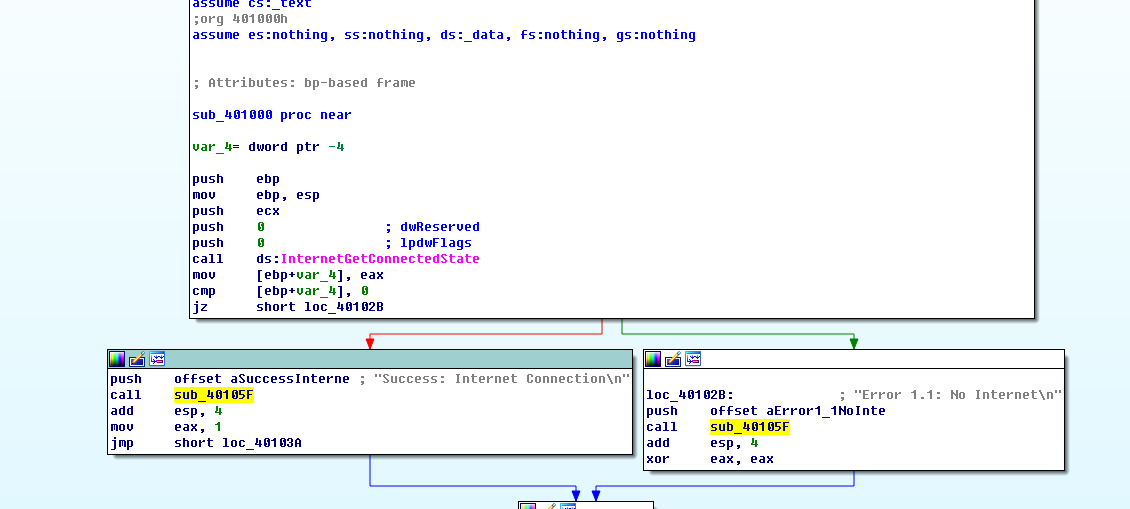 assume cs:_text
;org 401000h
assume es:nothing, ss:nothing, ds:_data, fs:nothing, gs:nothing
; Attributes: bp-based frame
sub_401000 proc near
var_4= dword ptr -4
push    ebp
mov     ebp, esp
push    ecx
push    0               ; dwReserved
push    0               ; lpdwFlags
call    ds:InternetGetConnectedState
mov     [ebp+var_4], eax
cmp     [ebp+var_4], 0
jz      short loc_40102B
push    offset aSuccessInterne ; "Success: Internet Connection\n"
call    sub_40105F
add     esp, 4
mov     eax, 1
jmp     short loc_40103A
loc_40102B:             ; "Error 1.1: No Internet\n"
push    offset aError1_1NoInte
call    sub_40105F
add     esp, 4
xor     eax, eax